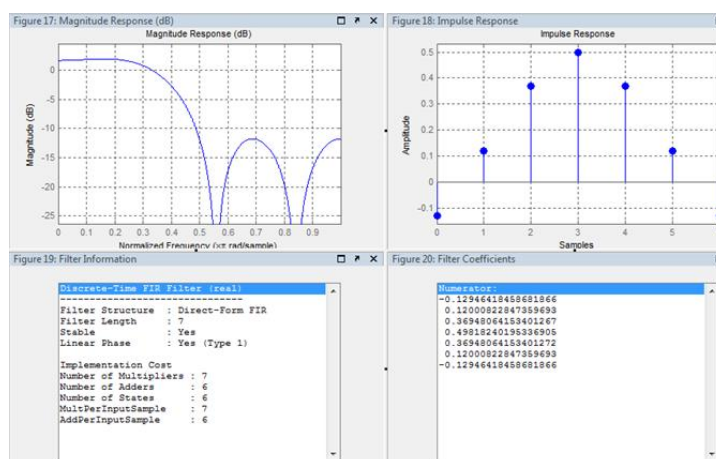 Figure 17: Magnitude Response (dB)
Magnitude Response (dB)
Magnitude (dB)
0
-5
-10
-15
-20
-25
0 0.1 0.2 0.3 0.4 0.5 0.6 0.7 0.8 0.9
Normalized Frequency (×π rad/sample)
Figure 18: Impulse Response
Impulse Response
Amplitude
0.5
0.4
0.3
0.2
0.1
0
-0.1
0 1 2 3 4 5
Samples
Figure 19: Filter Information
Discrete-Time FIR Filter (real)
-------------------------------
Filter Structure : Direct-Form FIR
Filter Length : 7
Stable : Yes
Linear Phase : Yes (Type 1)
Implementation Cost
Number of Multipliers : 7
Number of Adders : 6
Number of States : 6
MultPerInputSample : 7
AddPerInputSample : 6
Figure 20: Filter Coefficients
Numerator:
-0.12946418458681866
0.12000822847359693
0.36948064153401267
0.49818240195336905
0.36948064153401272
0.12000822847359693
-0.12946418458681866